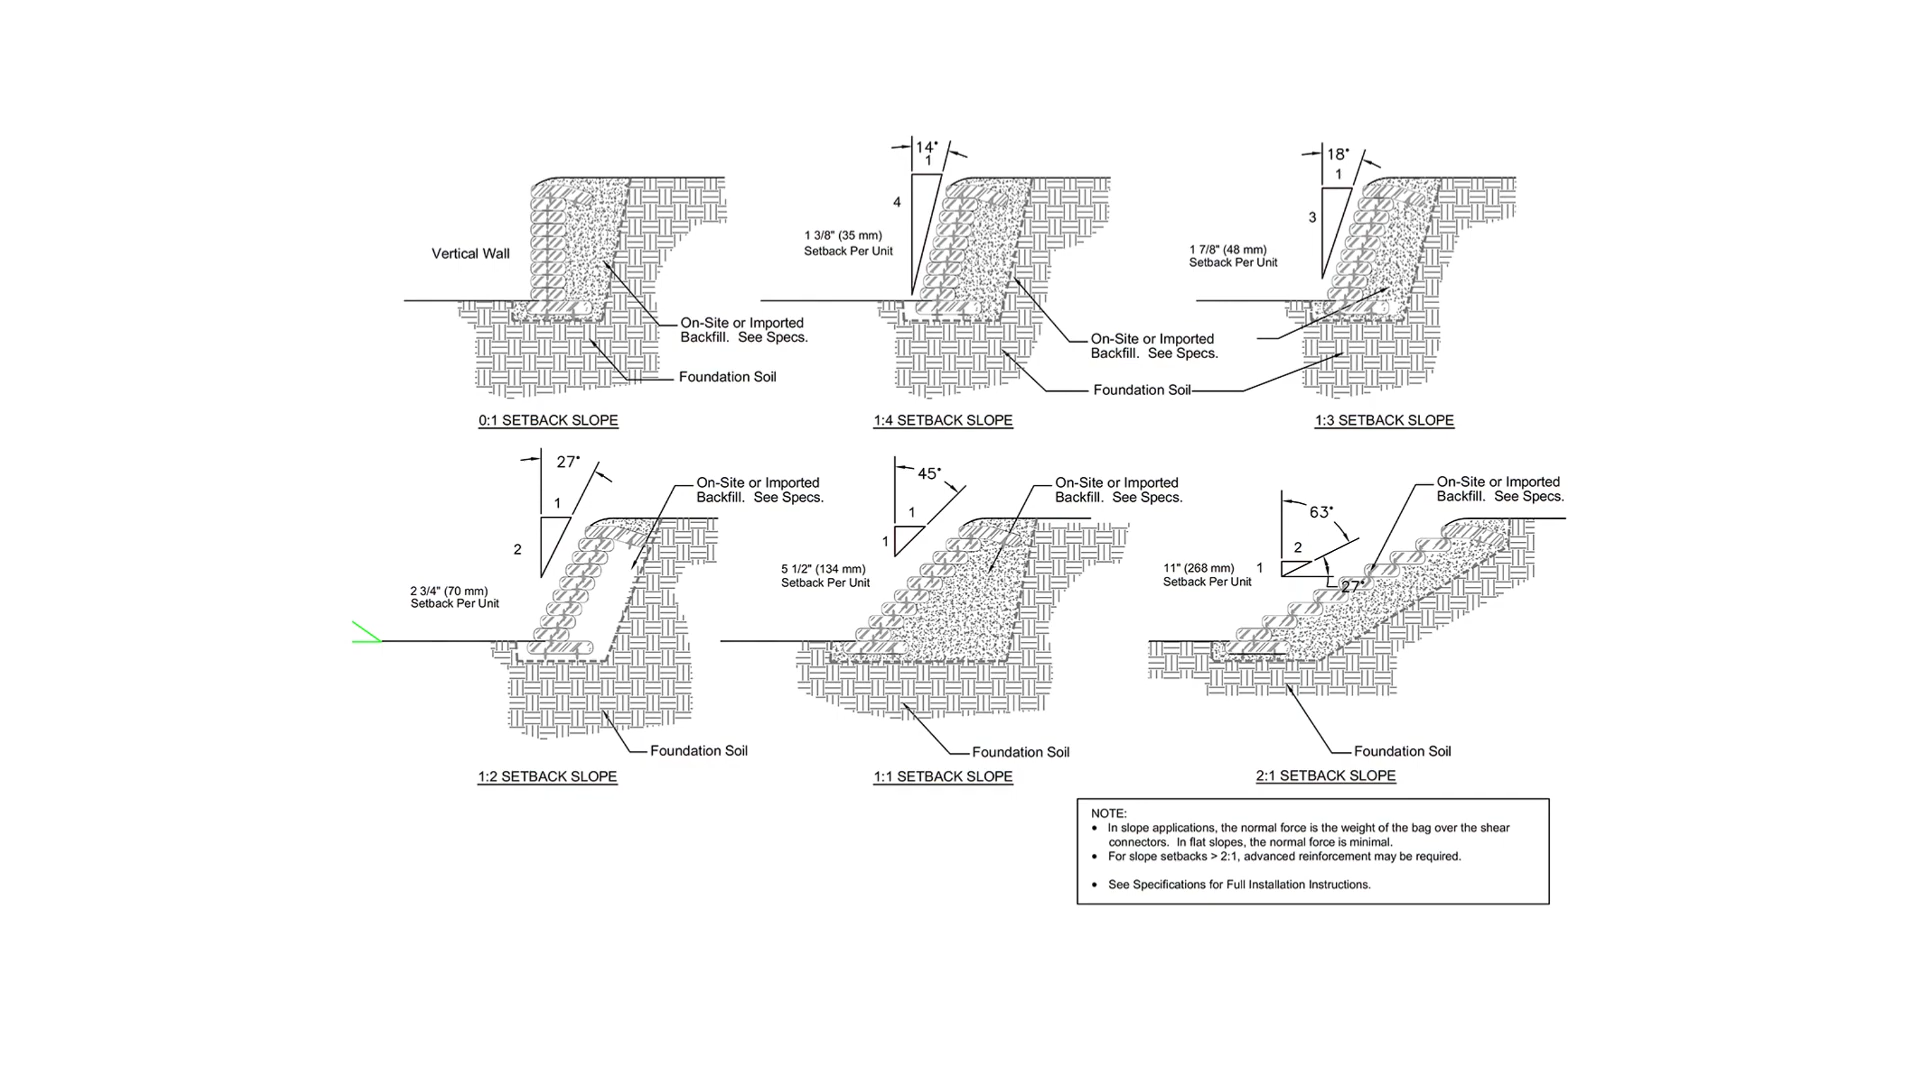 14°
1
4
1 3/8" (35 mm)
Setback Per Unit
18°
1
3
1 7/8" (48 mm)
Setback Per Unit
Vertical Wall
On-Site or Imported
Backfill.  See Specs.
Foundation Soil
On-Site or Imported
Backfill.  See Specs.
Foundation Soil
0:1 SETBACK SLOPE
1:4 SETBACK SLOPE
1:3 SETBACK SLOPE
27°
1
2
2 3/4" (70 mm)
Setback Per Unit
On-Site or Imported
Backfill.  See Specs.
Foundation Soil
1:2 SETBACK SLOPE
45°
1
1
5 1/2" (134 mm)
Setback Per Unit
On-Site or Imported
Backfill.  See Specs.
Foundation Soil
1:1 SETBACK SLOPE
63°
2
1
27°
11" (268 mm)
Setback Per Unit
On-Site or Imported
Backfill.  See Specs.
Foundation Soil
2:1 SETBACK SLOPE
NOTE:
• In slope applications, the normal force is the weight of the bag over the shear
connectors.  In flat slopes, the normal force is minimal.
• For slope setbacks > 2:1, advanced reinforcement may be required.
• See Specifications for Full Installation Instructions.